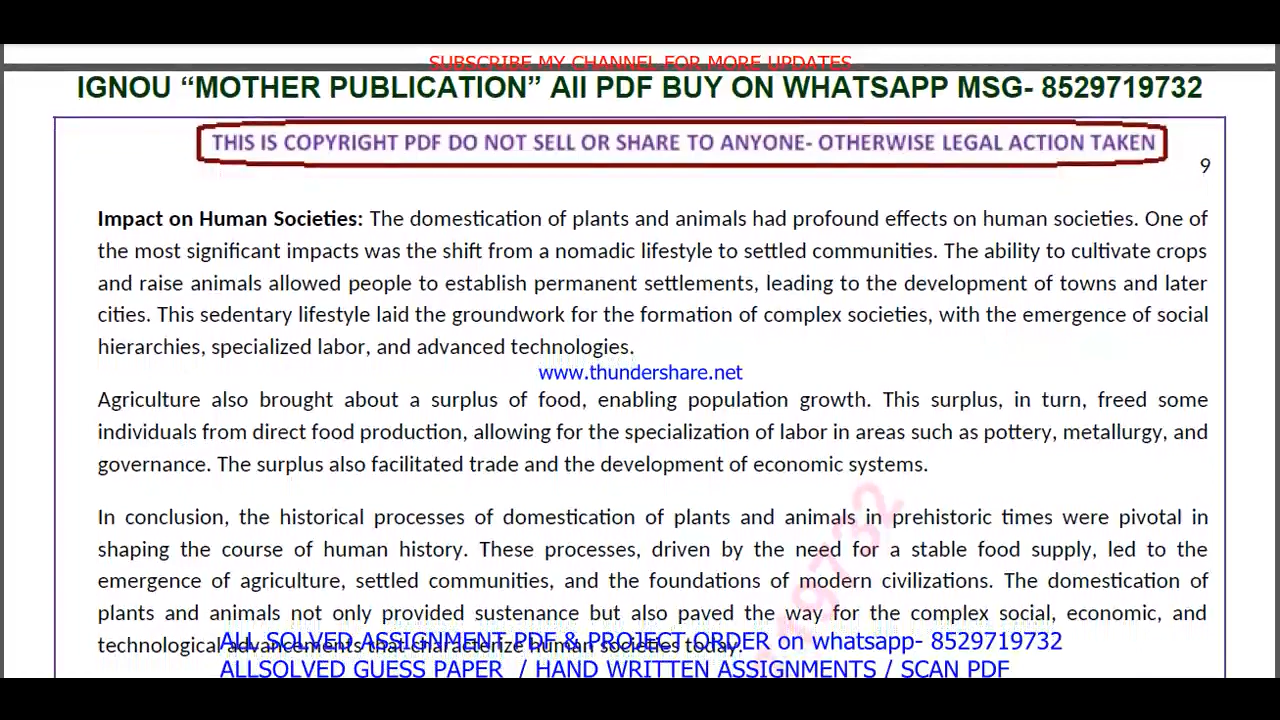 SUBSCRIBE MY CHANNEL FOR MORE UPDATES
IGNOU “MOTHER PUBLICATION” All PDF BUY ON WHATSAPP MSG- 8529719732
THIS IS COPYRIGHT PDF DO NOT SELL OR SHARE TO ANYONE- OTHERWISE LEGAL ACTION TAKEN
9
Impact on Human Societies: The domestication of plants and animals had profound effects on human societies. One of
the most significant impacts was the shift from a nomadic lifestyle to settled communities. The ability to cultivate crops
and raise animals allowed people to establish permanent settlements, leading to the development of towns and later
cities. This sedentary lifestyle laid the groundwork for the formation of complex societies, with the emergence of social
hierarchies, specialized labor, and advanced technologies.
www.thundershare.net
Agriculture also brought about a surplus of food, enabling population growth. This surplus, in turn, freed some
individuals from direct food production, allowing for the specialization of labor in areas such as pottery, metallurgy, and
governance. The surplus also facilitated trade and the development of economic systems.
In conclusion, the historical processes of domestication of plants and animals in prehistoric times were pivotal in
shaping the course of human history. These processes, driven by the need for a stable food supply, led to the
emergence of agriculture, settled communities, and the foundations of modern civilizations. The domestication of
plants and animals not only provided sustenance but also paved the way for the complex social, economic, and
technological advancements that characterize human societies today.
ALL SOLVED ASSIGNMENT PDF & PROJECT ORDER on whatsapp- 8529719732
ALLSOLVED GUESS PAPER / HAND WRITTEN ASSIGNMENTS / SCAN PDF
19732